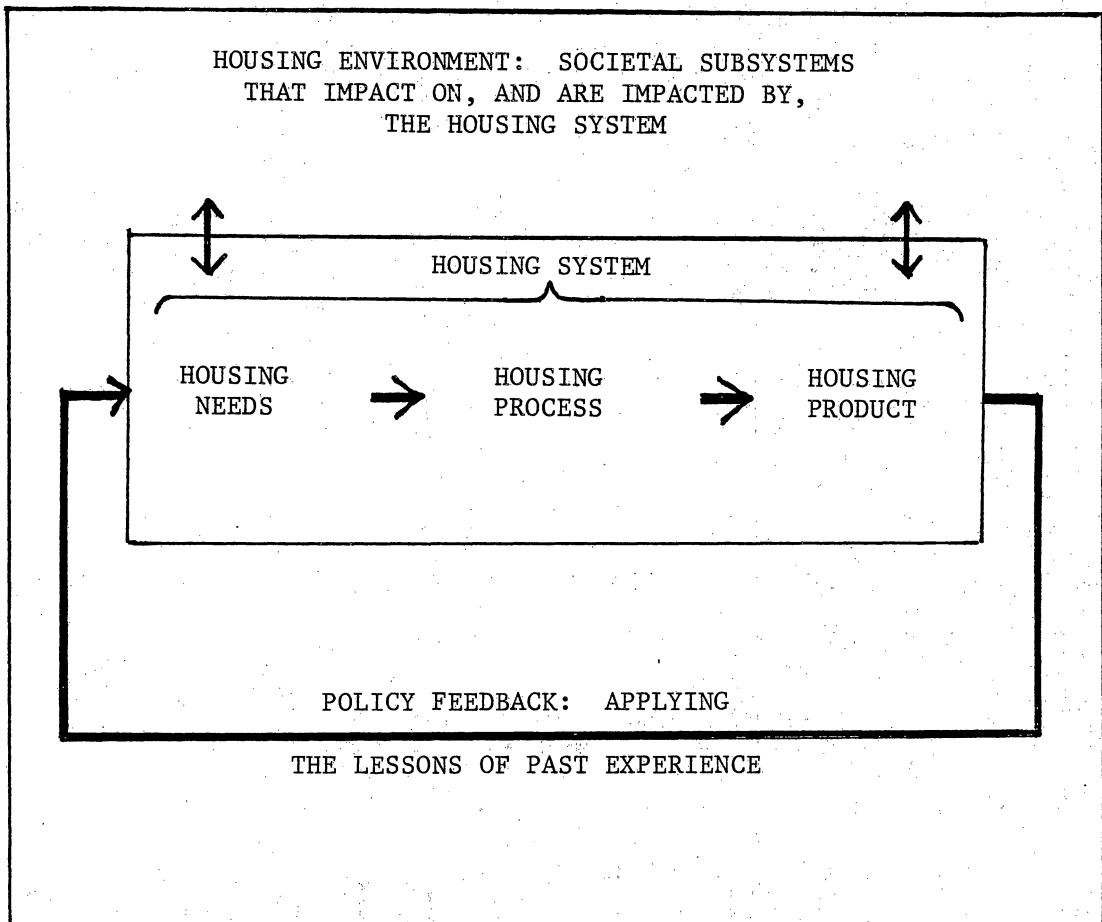 HOUSING ENVIRONMENT: SOCIETAL SUBSYSTEMS
THAT IMPACT ON, AND ARE IMPACTED BY,
THE HOUSING SYSTEM
HOUSING SYSTEM
HOUSING
NEEDS
HOUSING
PROCESS
HOUSING
PRODUCT
POLICY FEEDBACK: APPLYING
THE LESSONS OF PAST EXPERIENCE